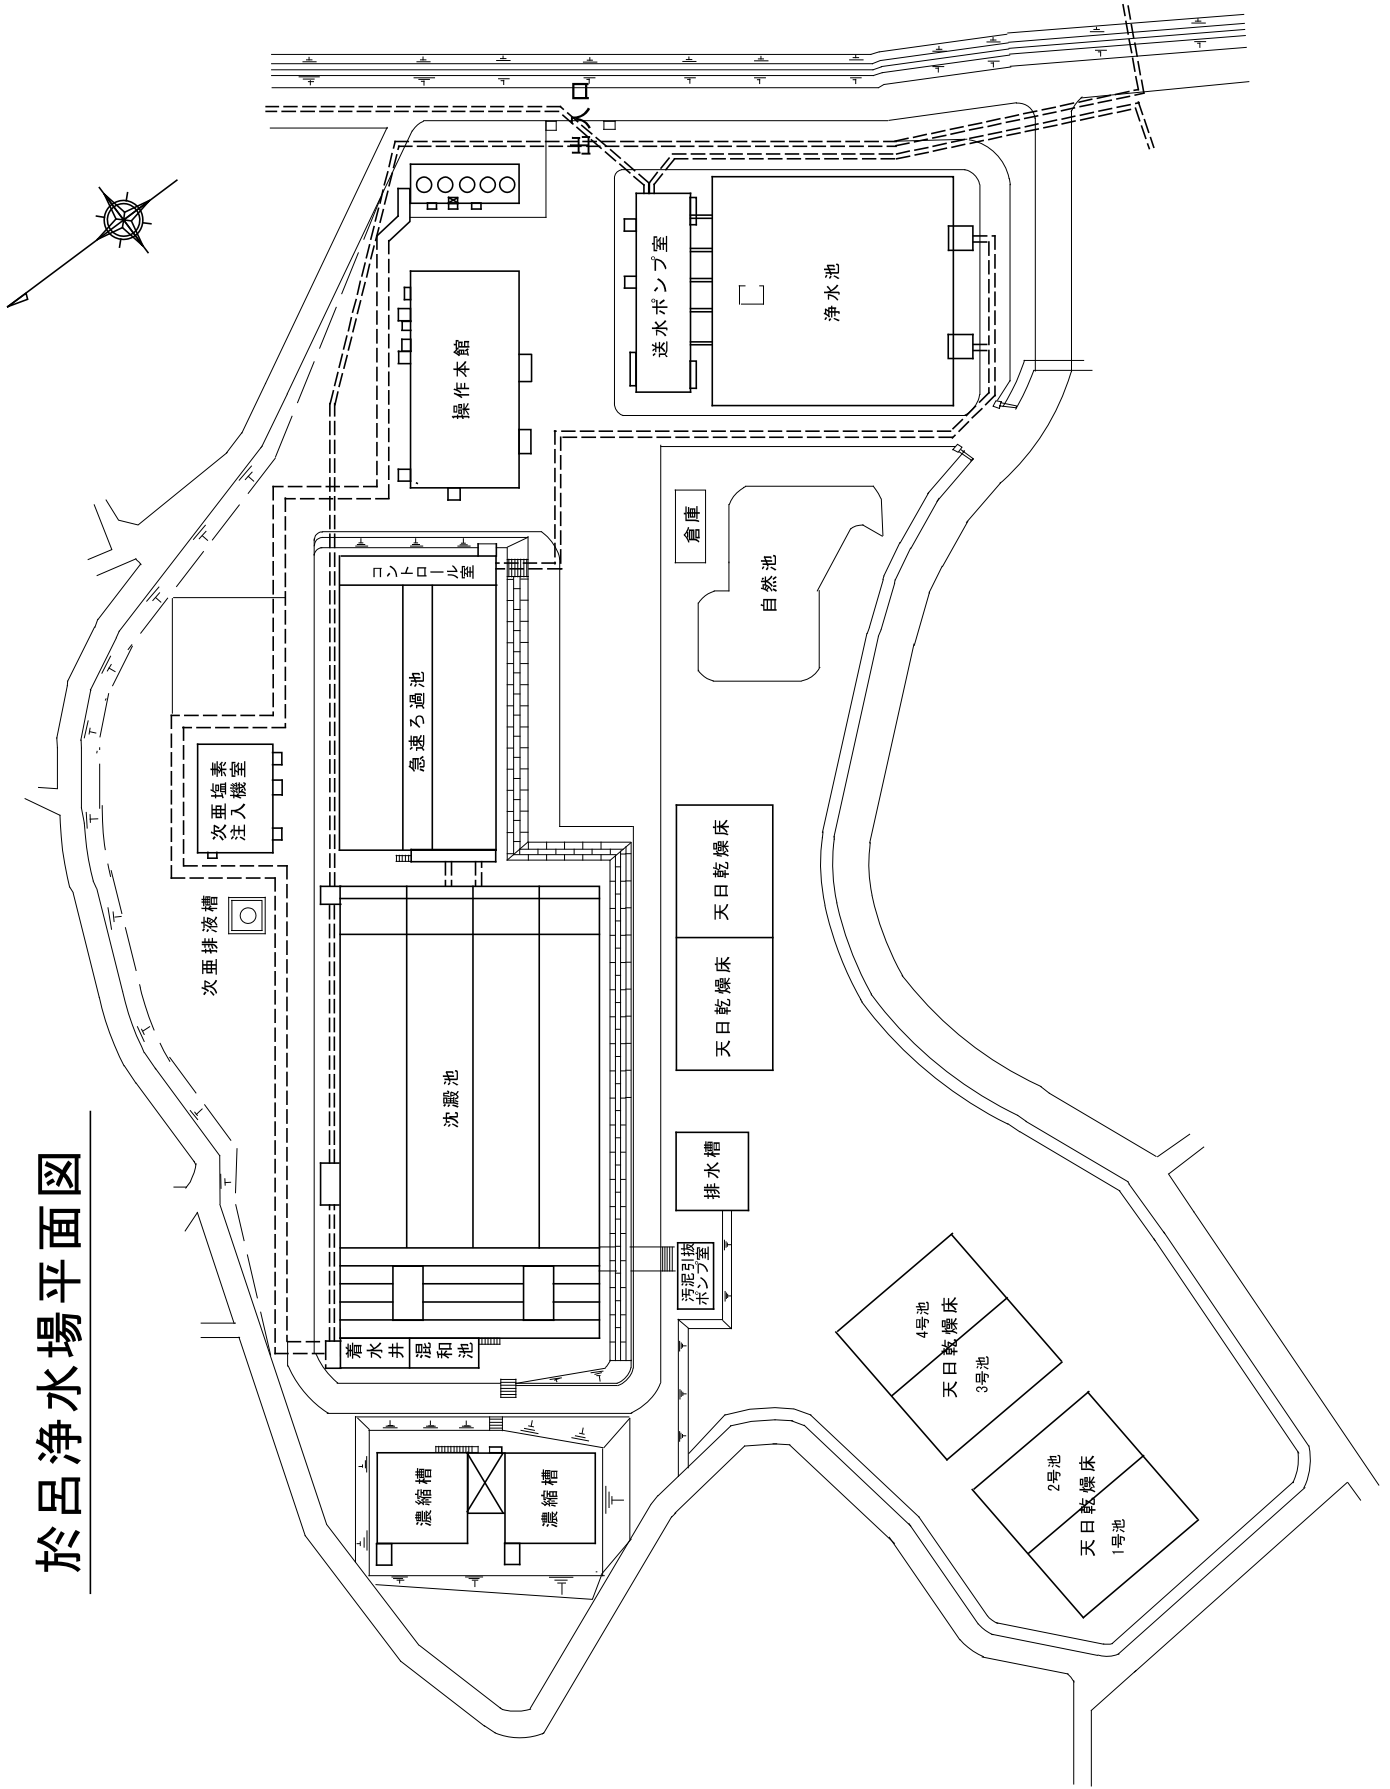 於呂浄水場平面図
入口
操作本館
送水ポンプ室
浄水池
倉庫
自然池
コントロール室
急速ろ過池
次亜塩素
注入機室
次亜排液槽
沈澱池
着水井
混和池
天日乾燥床
天日乾燥床
排水槽
汚泥引抜
ポンプ室
濃縮槽
濃縮槽
4号池
天日乾燥床
3号池
2号池
天日乾燥床
1号池